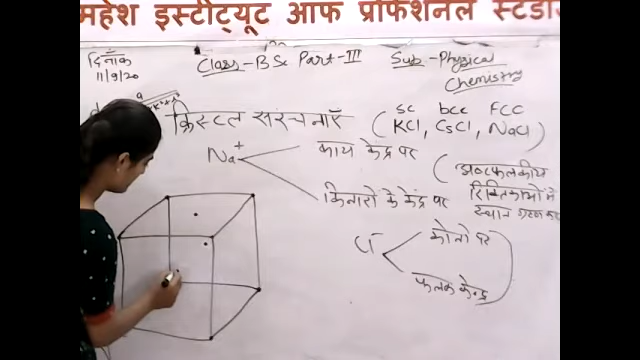 महेश इस्टीट्यूट आफ प्रोफेशनल स्टडीज
दिनाँक
11/9/20
Class - BSc Part-III
Sub - Physical
Chemistry
क्रिस्टल संरचनाएँ
( SC bcc FCC
KCl, CsCl, NaCl )
Na+
काय केंद्र पर
किनारों के केंद्र पर
( अष्टफलकीय
रिक्तिकाओं में
स्थान ग्रहण
Cl-
कोनों पर
फलक केन्द्र )